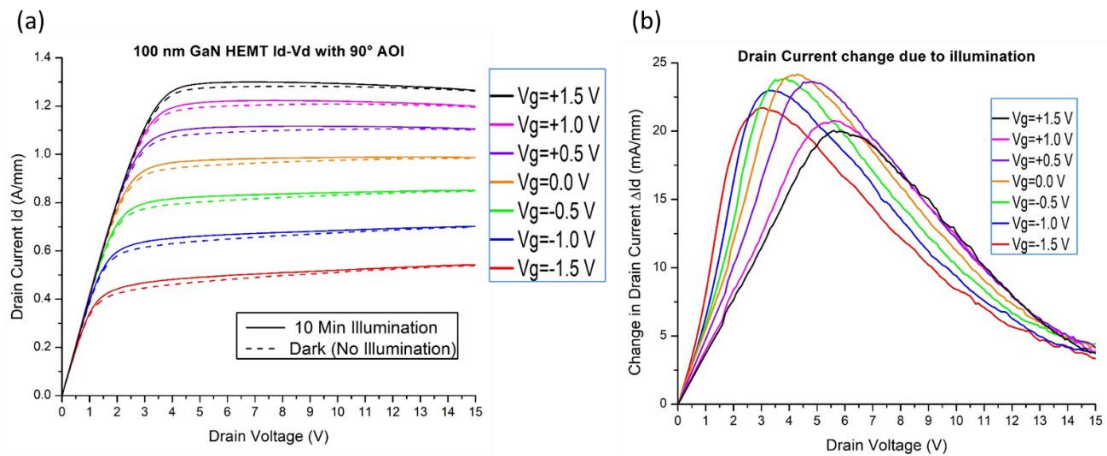 (a)
100 nm GaN HEMT Id-Vd with 90° AOI
Drain Current Id (A/mm)
1.4
1.2
1.0
0.8
0.6
0.4
0.2
0.0
0 1 2 3 4 5 6 7 8 9 10 11 12 13 14 15
Drain Voltage (V)
10 Min Illumination
Dark (No Illumination)
Vg=+1.5 V
Vg=+1.0 V
Vg=+0.5 V
Vg=0.0 V
Vg=-0.5 V
Vg=-1.0 V
Vg=-1.5 V
(b)
Drain Current change due to illumination
Change in Drain Current ΔId (mA/mm)
25
20
15
10
5
0
0 1 2 3 4 5 6 7 8 9 10 11 12 13 14 15
Drain Voltage (V)
Vg=+1.5 V
Vg=+1.0 V
Vg=+0.5 V
Vg=0.0 V
Vg=-0.5 V
Vg=-1.0 V
Vg=-1.5 V